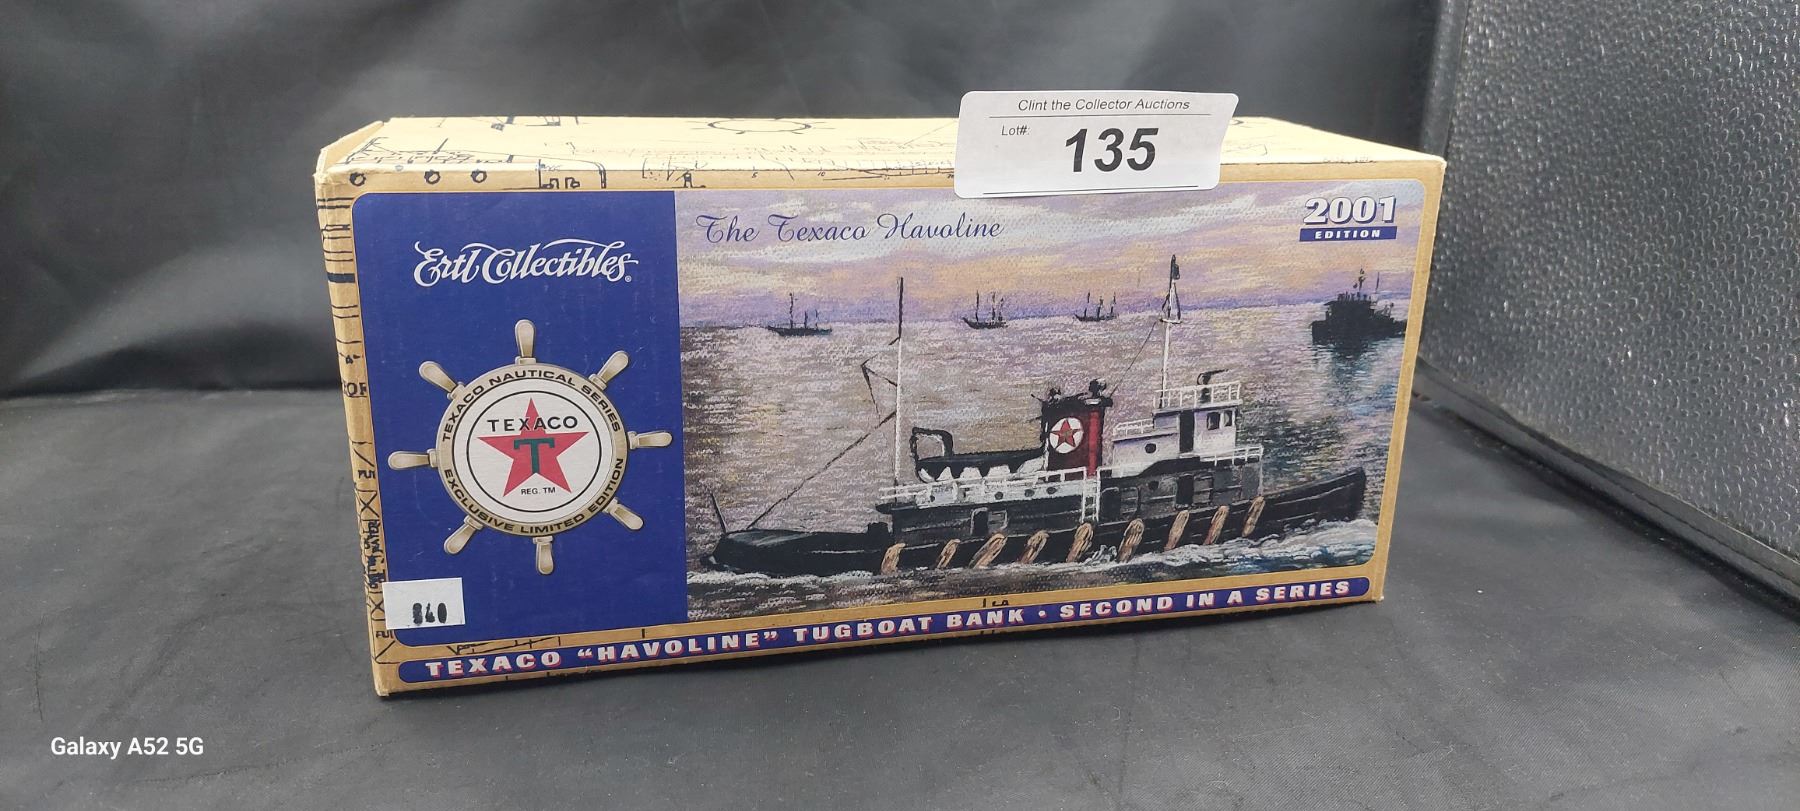 Clint the Collector Auctions
Lot#: 135
Ertl Collectibles®
The Texaco Havoline
2001
EDITION
TEXACO NAUTICAL SERIES
TEXACO
T
REG. TM
EXCLUSIVE LIMITED EDITION
840
TEXACO "HAVOLINE" TUGBOAT BANK · SECOND IN A SERIES
Galaxy A52 5G